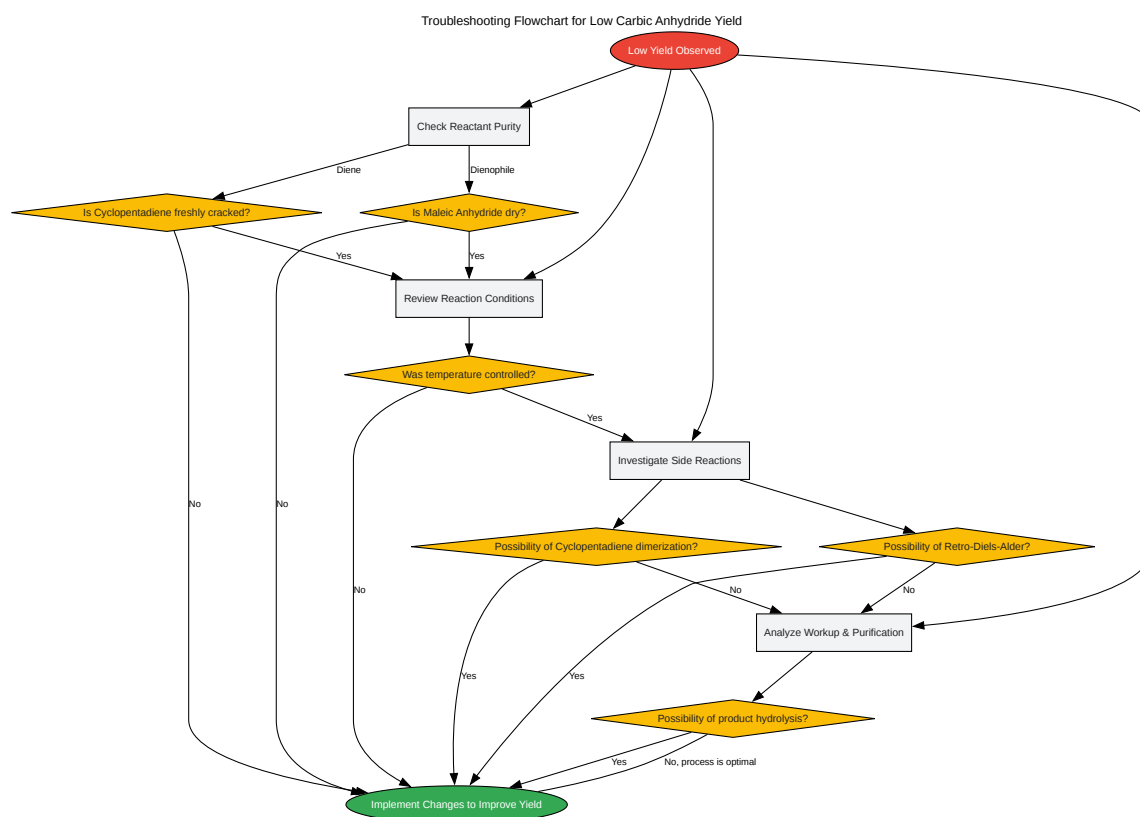 Troubleshooting Flowchart for Low Carbic Anhydride Yield
Low Yield Observed
Check Reactant Purity
Diene
Dienophile
Is Cyclopentadiene freshly cracked?
Is Maleic Anhydride dry?
Yes
Yes
Review Reaction Conditions
Was temperature controlled?
Yes
Investigate Side Reactions
No
No
Possibility of Cyclopentadiene dimerization?
Possibility of Retro-Diels-Alder?
No
No
No
Analyze Workup & Purification
Yes
Yes
Possibility of product hydrolysis?
Yes
No, process is optimal
Implement Changes to Improve Yield